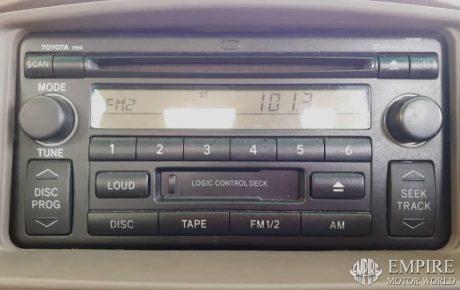 TOYOTA 17814
SCAN
MODE
ST
FM2 101.3
TUNE
1 2 3 4 5 6
DISC
PROG
LOUD
LOGIC CONTROL DECK
SEEK
TRACK
DISC TAPE FM1/2 AM
EMPIRE
MOTOR WORLD